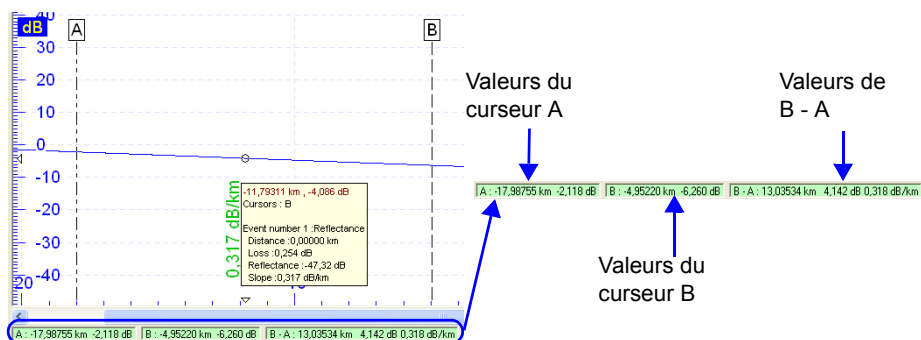 dB
40
30
20
10
0
-10
-20
-30
-40
A
B
0,317 dB/km
-11,79311 km , -4,086 dB
Cursors : B
Event number 1 :Reflectance
Distance :0,00000 km
Loss :0,254 dB
Reflectance :-47,32 dB
Slope :0,317 dB/km
A : -17,98755 km -2,118 dB
B : -4,95220 km -6,260 dB
B - A : 13,03534 km 4,142 dB 0,318 dB/km
Valeurs du
curseur A
Valeurs de
B - A
A : -17,98755 km -2,118 dB
B : -4,95220 km -6,260 dB
B - A : 13,03534 km 4,142 dB 0,318 dB/km
Valeurs du
curseur B